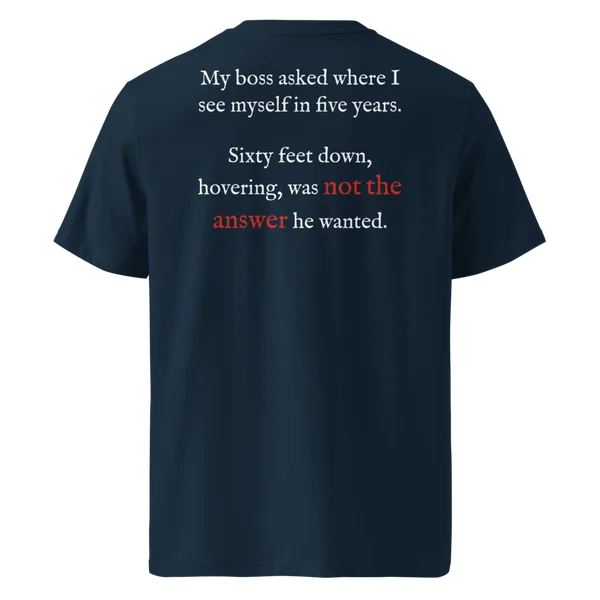 My boss asked where I
see myself in five years.
Sixty feet down,
hovering, was not the
answer he wanted.